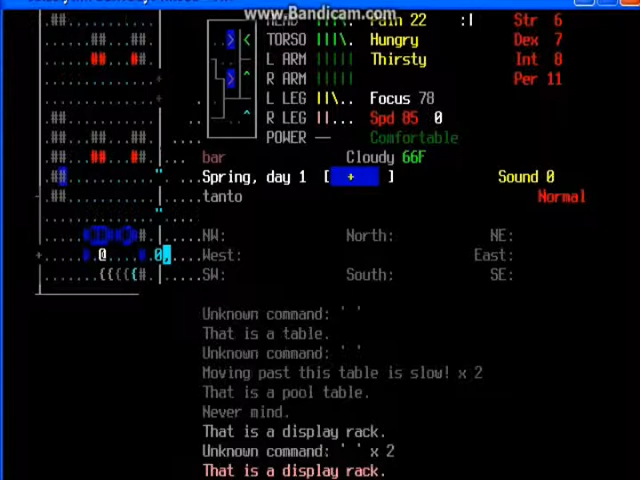 www.Bandicam.com
HEAD Pain 22 :| Str 6
TORSO |||\. Hungry Dex 7
L ARM ||||| Thirsty Int 8
R ARM ||||| Per 11
L LEG ||\.. Focus 78
R LEG ||... Spd 85 0
POWER — Comfortable
bar Cloudy 66F
Spring, day 1 [ + ] Sound 0
tanto Normal
NW: North: NE:
West: East:
SW: South: SE:
Unknown command: ' '
That is a table.
Unknown command: ' '
Moving past this table is slow! x 2
That is a pool table.
Never mind.
That is a display rack.
Unknown command: ' ' x 2
That is a display rack.